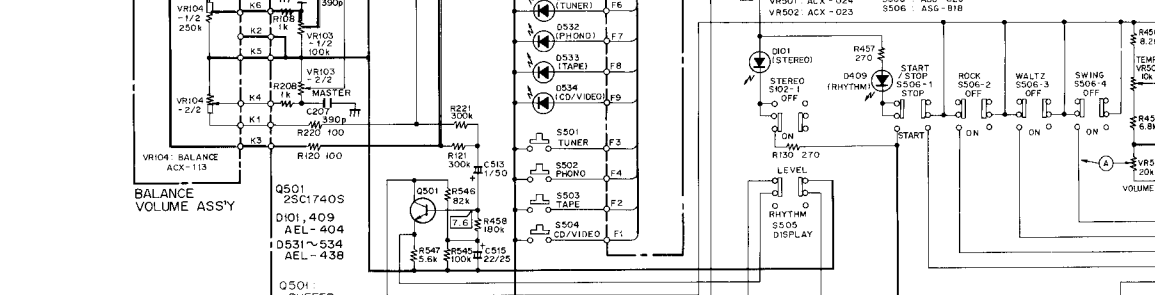 K6
390p
VR104
-1/2
250k
R108
1k
K2
VR103
-1/2
100k
K5
VR103
-2/2
R208
1k
MASTER
VR104
-2/2
K4
C207
390p
K1
R220 100
K3
R120 100
VR104: BALANCE
ACX-113
BALANCE
VOLUME ASS'Y
Q501
2SC1740S
D101,409
AEL-404
D531~534
AEL-438
Q501:
R221
300k
R121
300k
C513
1/50
Q501
R546
82k
7.6
R458
180k
R547
5.6k
R545
100k
C515
22/25
(TUNER)
F6
D532
(PHONO)
F7
D533
(TAPE)
F8
D534
(CD/VIDEO)
F9
S501
TUNER
F3
S502
PHONO
F4
S503
TAPE
F2
S504
CD/VIDEO
F1
VR502: ACX-023
S506 : ASG-818
D101
(STEREO)
STEREO
S102-1
OFF
ON
R130 270
LEVEL
RHYTHM
S505
DISPLAY
R457
270
D409
(RHYTHM)
START
/STOP
S506-1
STOP
START
ROCK
S506-2
OFF
ON
WALTZ
S506-3
OFF
ON
SWING
S506-4
OFF
ON
A
8.2
10k
6.8k
20k
VOLUME